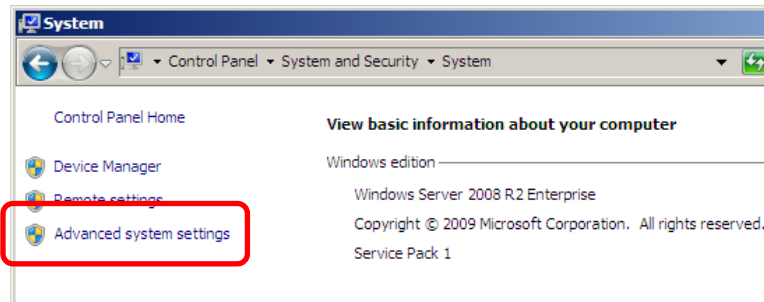 System
Control Panel System and Security System
Control Panel Home
View basic information about your computer
Device Manager
Windows edition
Remote settings
Windows Server 2008 R2 Enterprise
Advanced system settings
Copyright © 2009 Microsoft Corporation. All rights reserved.
Service Pack 1